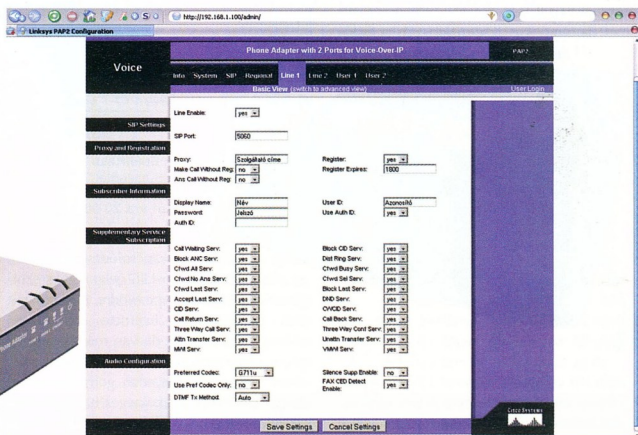 http://192.168.1.100/admin/
Linksys PAP2 Configuration
Phone Adapter with 2 Ports for Voice-Over-IP
PAP2
Voice
Info System SIP Regional Line 1 Line 2 User 1 User 2
Basic View (switch to advanced view)
User Login
Line Enable: yes
SIP Settings
SIP Port: 5060
Proxy and Registration
Proxy: Szolgáltató címe Register: yes
Make Call Without Reg: no Register Expires: 1800
Ans Call Without Reg: no
Subscriber Information
Display Name: Név User ID: Azonosító
Password: Jelszó Use Auth ID: yes
Auth ID:
Supplementary Service Subscription
Call Waiting Serv: yes Block CID Serv: yes
Block ANC Serv: yes Dist Ring Serv: yes
Cfwd All Serv: yes Cfwd Busy Serv: yes
Cfwd No Ans Serv: yes Cfwd Sel Serv: yes
Cfwd Last Serv: yes Block Last Serv: yes
Accept Last Serv: yes DND Serv: yes
CID Serv: yes CWCID Serv: yes
Call Return Serv: yes Call Back Serv: yes
Three Way Call Serv: yes Three Way Conf Serv: yes
Attn Transfer Serv: yes Unattn Transfer Serv: yes
MWI Serv: yes VMWI Serv: yes
Audio Configuration
Preferred Codec: G711u Silence Supp Enable: no
Use Pref Codec Only: no FAX CED Detect Enable: yes
DTMF Tx Method: Auto
Save Settings Cancel Settings
Cisco Systems
Phone Adapter